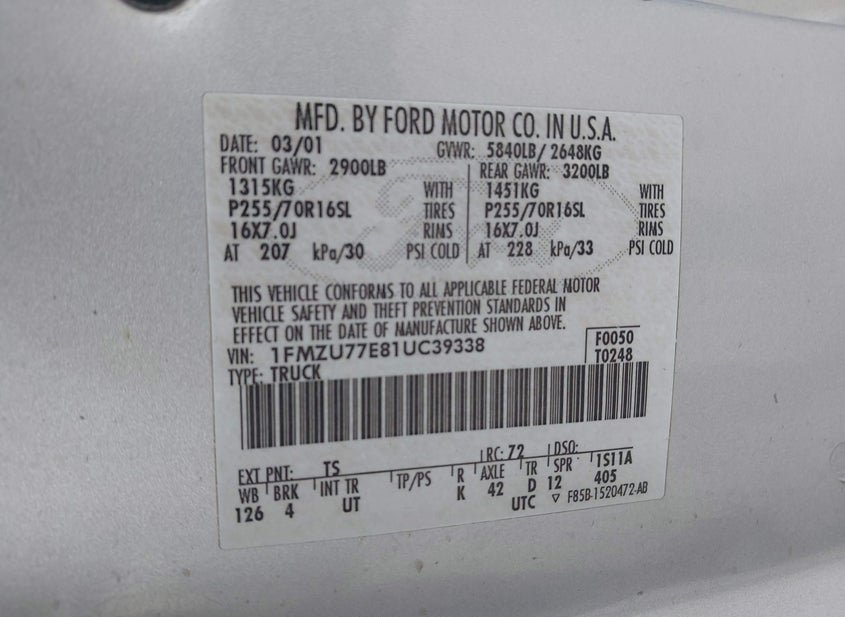 MFD. BY FORD MOTOR CO. IN U.S.A.
DATE: 03/01 GVWR: 5840LB/ 2648KG
FRONT GAWR: 2900LB REAR GAWR: 3200LB
1315KG WITH 1451KG WITH
P255/70R16SL TIRES P255/70R16SL TIRES
16X7.0J RIMS 16X7.0J RIMS
AT 207 kPa/30 PSI COLD AT 228 kPa/33 PSI COLD
THIS VEHICLE CONFORMS TO ALL APPLICABLE FEDERAL MOTOR
VEHICLE SAFETY AND THEFT PREVENTION STANDARDS IN
EFFECT ON THE DATE OF MANUFACTURE SHOWN ABOVE.
VIN: 1FMZU77E81UC39338 F0050
TYPE: TRUCK T0248
EXT PNT: TS RC: 72 DSO:
WB BRK INT TR TP/PS R AXLE TR SPR 1S11A
126 4 UT K 42 D 12 405
UTC ▽ F85B-1520472-AB